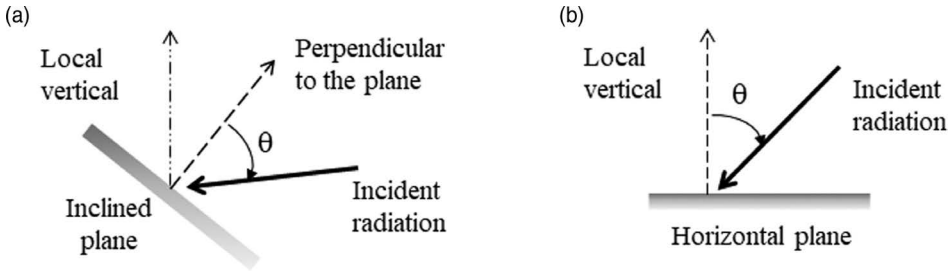 (a)
Local
vertical
Perpendicular
to the plane
θ
Inclined
plane
Incident
radiation
(b)
Local
vertical
θ
Incident
radiation
Horizontal plane